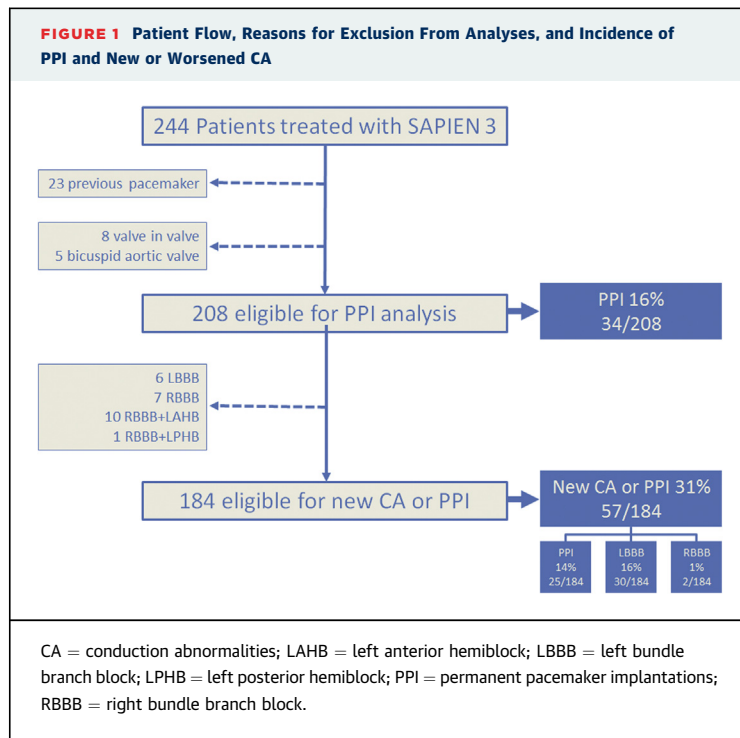 FIGURE 1 Patient Flow, Reasons for Exclusion From Analyses, and Incidence of
PPI and New or Worsened CA
244 Patients treated with SAPIEN 3
23 previous pacemaker
8 valve in valve
5 bicuspid aortic valve
208 eligible for PPI analysis
PPI 16%
34/208
6 LBBB
7 RBBB
10 RBBB+LAHB
1 RBBB+LPHB
184 eligible for new CA or PPI
New CA or PPI 31%
57/184
PPI
14%
25/184
LBBB
16%
30/184
RBBB
1%
2/184
CA = conduction abnormalities; LAHB = left anterior hemiblock; LBBB = left bundle
branch block; LPHB = left posterior hemiblock; PPI = permanent pacemaker implantations;
RBBB = right bundle branch block.